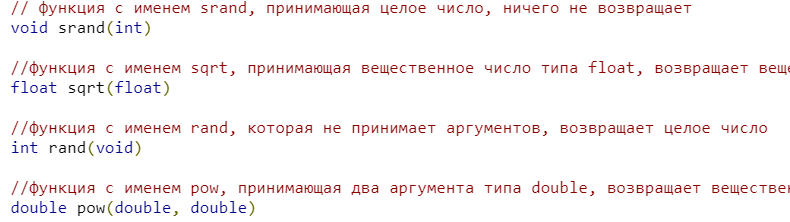 // функция с именем srand, принимающая целое число, ничего не возвращает
void srand(int)
//функция с именем sqrt, принимающая вещественное число типа float, возвращает
float sqrt(float)
//функция с именем rand, которая не принимает аргументов, возвращает целое число
int rand(void)
//функция с именем pow, принимающая два аргумента типа double, возвращает
double pow(double, double)